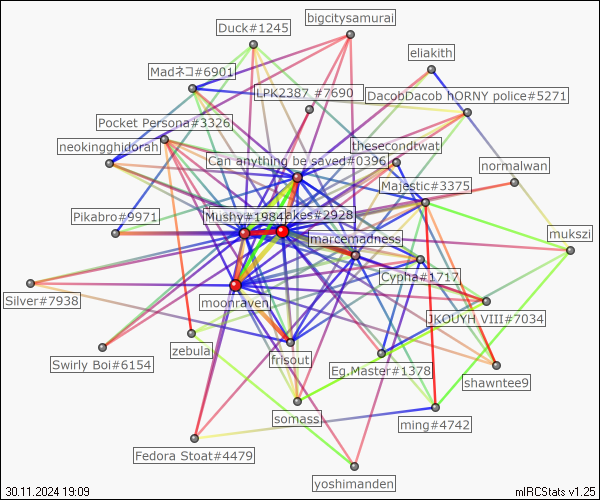 bigcitysamurai
Duck#1245
eliakith
Madネコ#6901
LPK2387 #7690
DacobDacob hORNY police#5271
Pocket Persona#3326
neokingghidorah
thesecondtwat
Can anything be saved#0396
normalwan
Majestic#3375
Pikabro#9971
Mushy#1984
akes#2928
marcemadness
mukszi
Cypha#1717
Silver#7938
moonraven
JKOUYH VIII#7034
zebula
frisout
Swirly Boi#6154
Eg.Master#1378
shawntee9
somass
ming#4742
Fedora Stoat#4479
yoshimanden
30.11.2024 19:09
mIRCStats v1.25